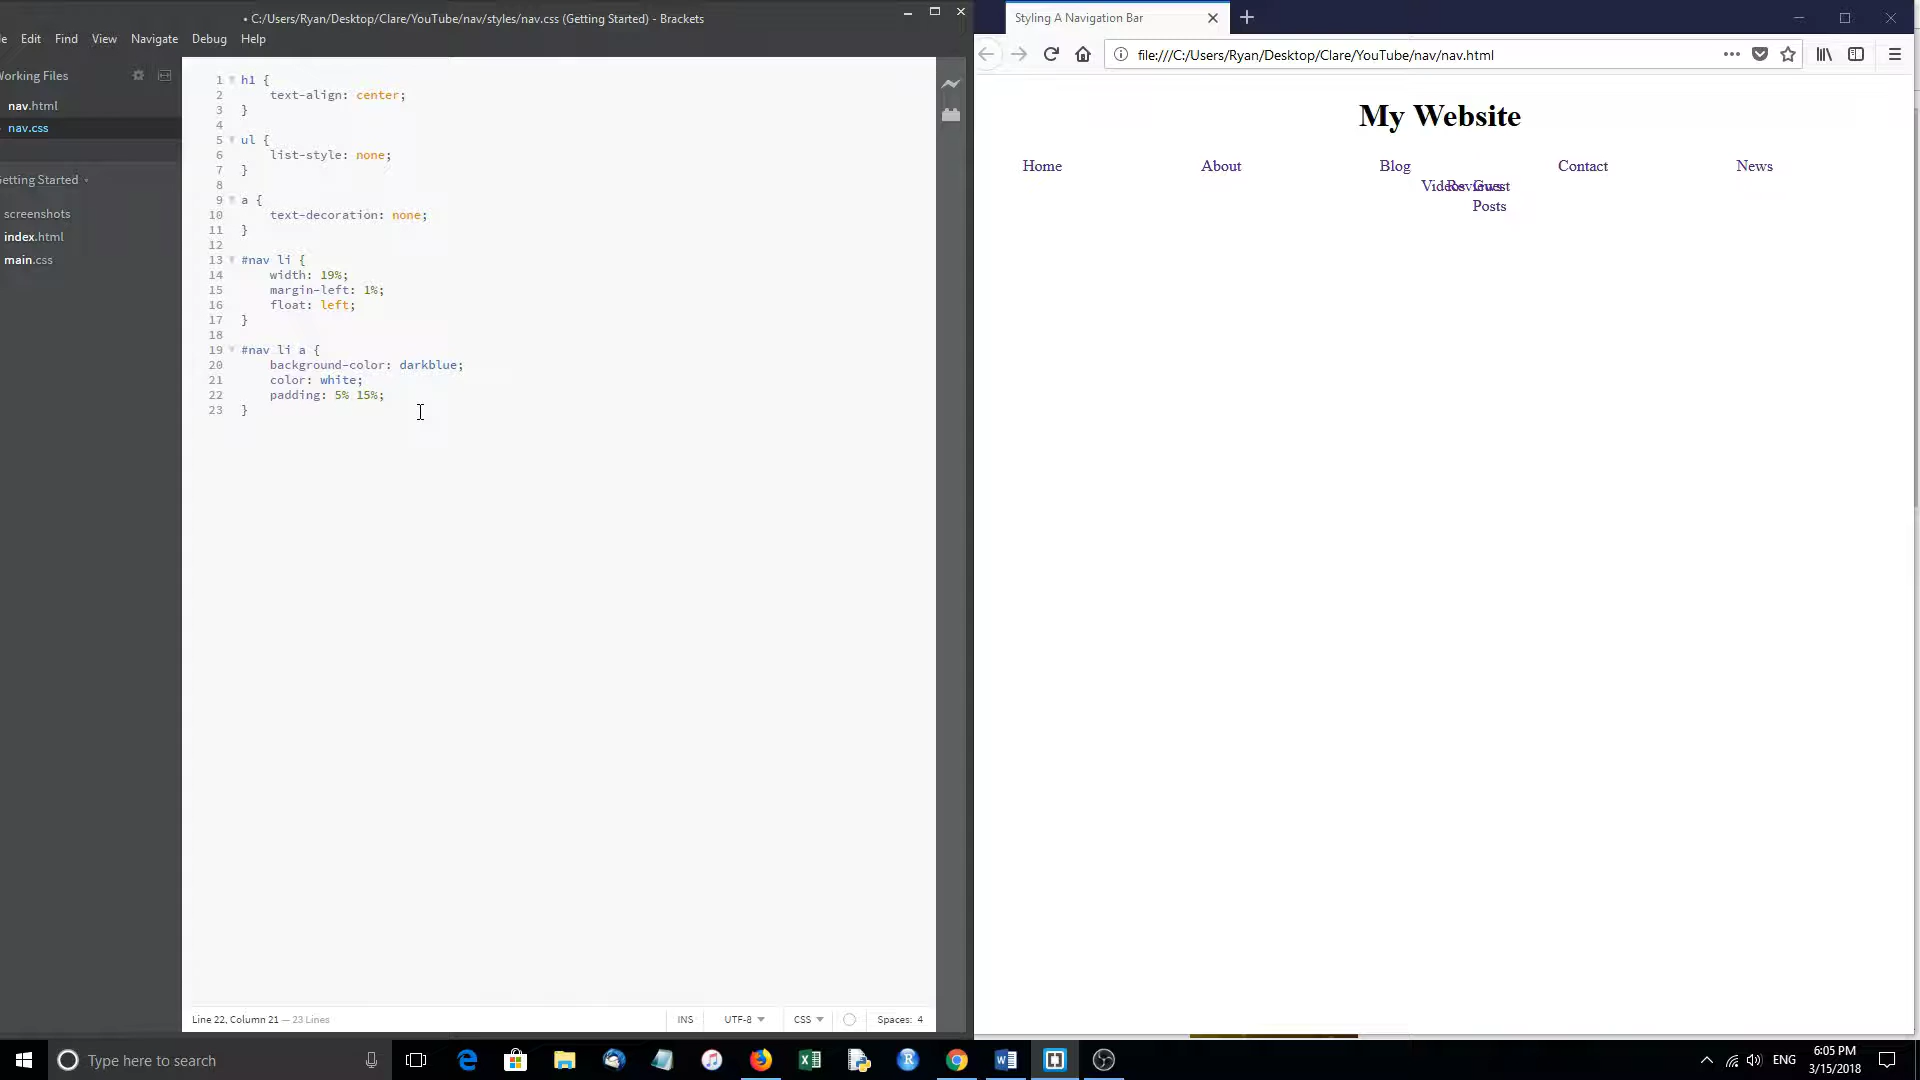 • C:/Users/Ryan/Desktop/Clare/YouTube/nav/styles/nav.css (Getting Started) - Brackets
e Edit Find View Navigate Debug Help
Working Files
nav.html
nav.css
etting Started
screenshots
index.html
main.css
1 h1 {
2 text-align: center;
3 }
4
5 ul {
6 list-style: none;
7 }
8
9 a {
10 text-decoration: none;
11 }
12
13 #nav li {
14 width: 19%;
15 margin-left: 1%;
16 float: left;
17 }
18
19 #nav li a {
20 background-color: darkblue;
21 color: white;
22 padding: 5% 15%;
23 }
Line 22, Column 21 — 23 Lines
INS UTF-8 CSS Spaces: 4
Styling A Navigation Bar
file:///C:/Users/Ryan/Desktop/Clare/YouTube/nav/nav.html
My Website
Home About Blog Contact News
Videos Reviews Guest
Posts
Type here to search
ENG
6:05 PM
3/15/2018